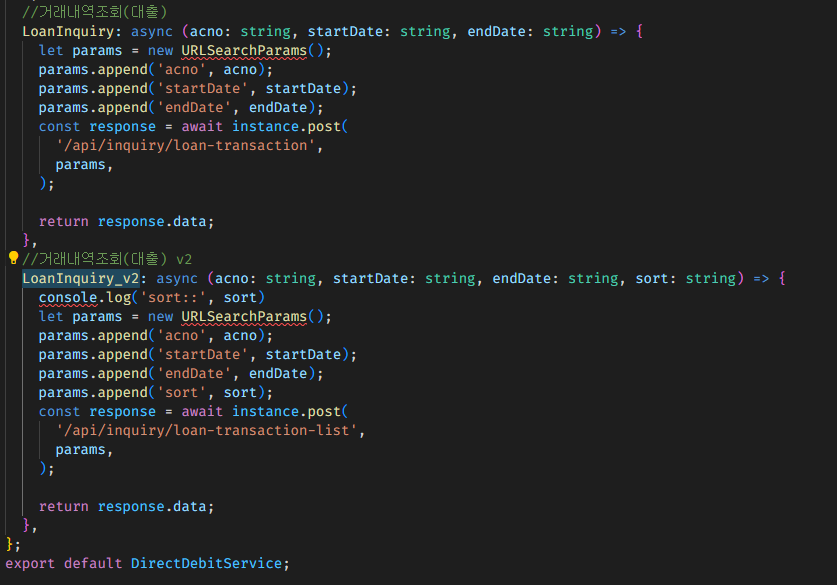 //거래내역조회(대출)
LoanInquiry: async (acno: string, startDate: string, endDate: string) => {
let params = new URLSearchParams();
params.append('acno', acno);
params.append('startDate', startDate);
params.append('endDate', endDate);
const response = await instance.post(
'/api/inquiry/loan-transaction',
params,
);
return response.data;
},
//거래내역조회(대출) v2
LoanInquiry_v2: async (acno: string, startDate: string, endDate: string, sort: string) => {
console.log('sort::', sort)
let params = new URLSearchParams();
params.append('acno', acno);
params.append('startDate', startDate);
params.append('endDate', endDate);
params.append('sort', sort);
const response = await instance.post(
'/api/inquiry/loan-transaction-list',
params,
);
return response.data;
},
};
export default DirectDebitService;